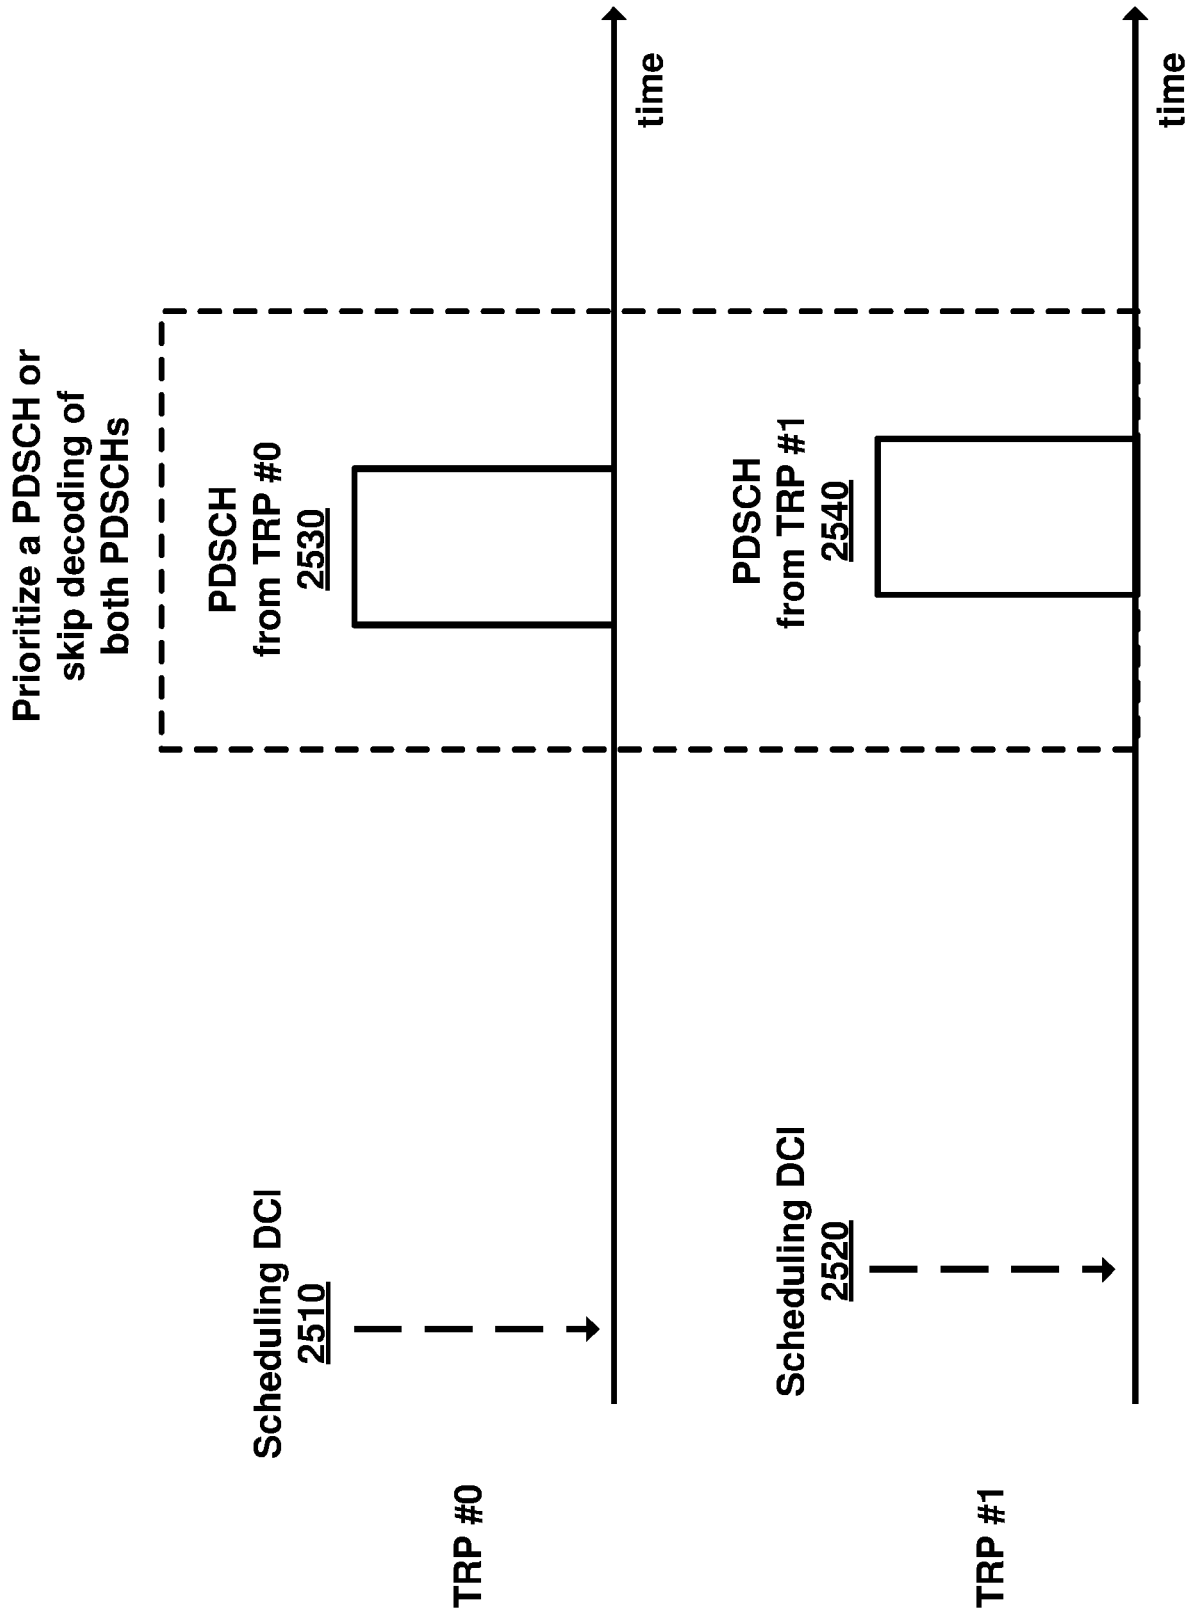 Prioritize a PDSCH or
skip decoding of
both PDSCHs
TRP #0
Scheduling DCI
2510
PDSCH
from TRP #0
2530
time
TRP #1
Scheduling DCI
2520
PDSCH
from TRP #1
2540
time